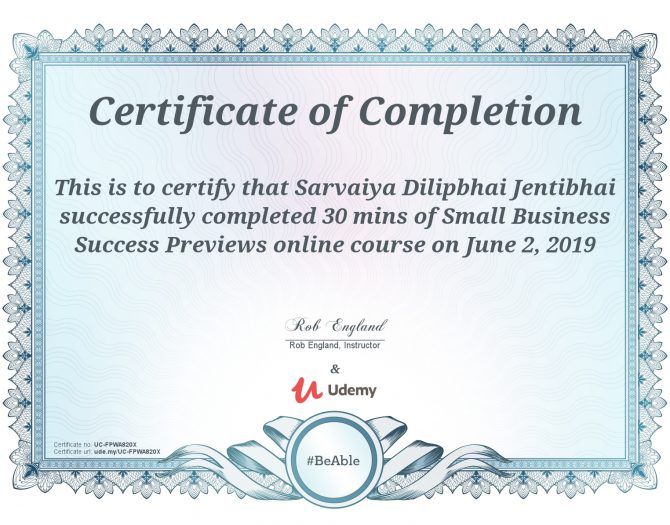 Certificate of Completion
This is to certify that Sarvaiya Dilipbhai Jentibhai
successfully completed 30 mins of Small Business
Success Previews online course on June 2, 2019
Rob England
Rob England, Instructor
&
Udemy
Certificate no: UC-FPWA820X
Certificate url: ude.my/UC-FPWA820X
#BeAble